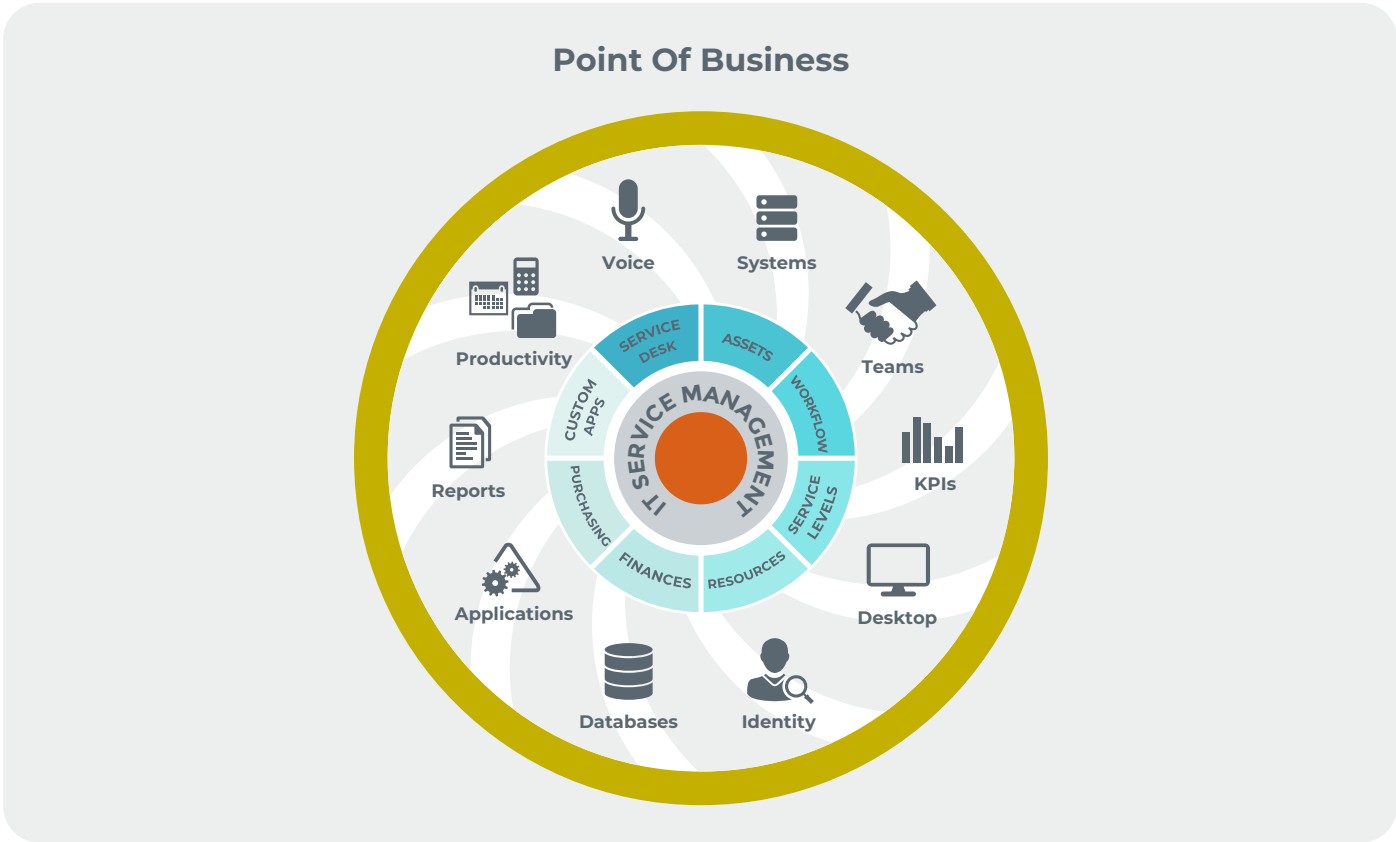 Point Of Business
Voice
Systems
Productivity
Teams
Reports
KPIs
Applications
Desktop
Databases
Identity
SERVICE
DESK
ASSETS
WORKFLOW
SERVICE
LEVELS
RESOURCES
FINANCES
PURCHASING
CUSTOM
APPS
IT SERVICE MANAGEMENT